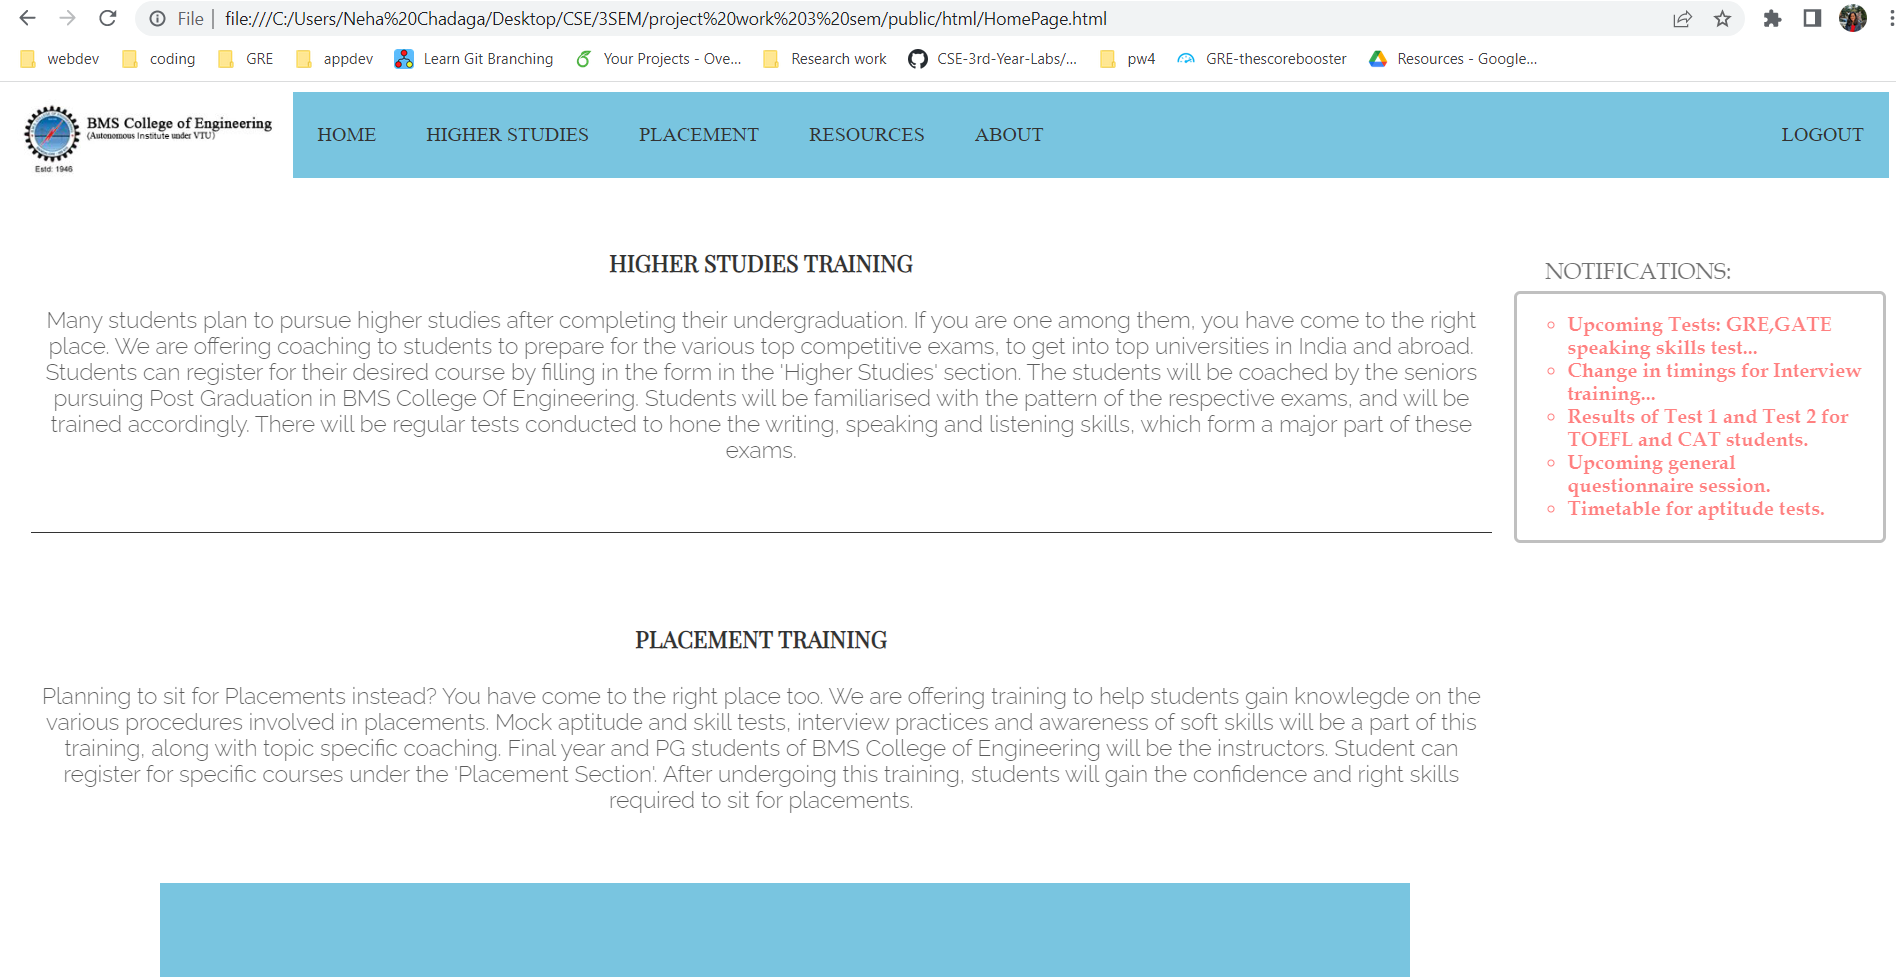 File | file:///C:/Users/Neha%20Chadaga/Desktop/CSE/3SEM/project%20work%203%20sem/public/html/HomePage.html
webdev coding GRE appdev Learn Git Branching Your Projects - Ove... Research work CSE-3rd-Year-Labs/... pw4 GRE-thescorebooster Resources - Google...
BMS College of Engineering
(Autonomous Institute under VTU)
Estd: 1946
HOME HIGHER STUDIES PLACEMENT RESOURCES ABOUT LOGOUT
HIGHER STUDIES TRAINING
Many students plan to pursue higher studies after completing their undergraduation. If you are one among them, you have come to the right
place. We are offering coaching to students to prepare for the various top competitive exams, to get into top universities in India and abroad.
Students can register for their desired course by filling in the form in the 'Higher Studies' section. The students will be coached by the seniors
pursuing Post Graduation in BMS College Of Engineering. Students will be familiarised with the pattern of the respective exams, and will be
trained accordingly. There will be regular tests conducted to hone the writing, speaking and listening skills, which form a major part of these
exams.
NOTIFICATIONS:
Upcoming Tests: GRE,GATE
speaking skills test...
Change in timings for Interview
training...
Results of Test 1 and Test 2 for
TOEFL and CAT students.
Upcoming general
questionnaire session.
Timetable for aptitude tests.
PLACEMENT TRAINING
Planning to sit for Placements instead? You have come to the right place too. We are offering training to help students gain knowlegde on the
various procedures involved in placements. Mock aptitude and skill tests, interview practices and awareness of soft skills will be a part of this
training, along with topic specific coaching. Final year and PG students of BMS College of Engineering will be the instructors. Student can
register for specific courses under the 'Placement Section'. After undergoing this training, students will gain the confidence and right skills
required to sit for placements.